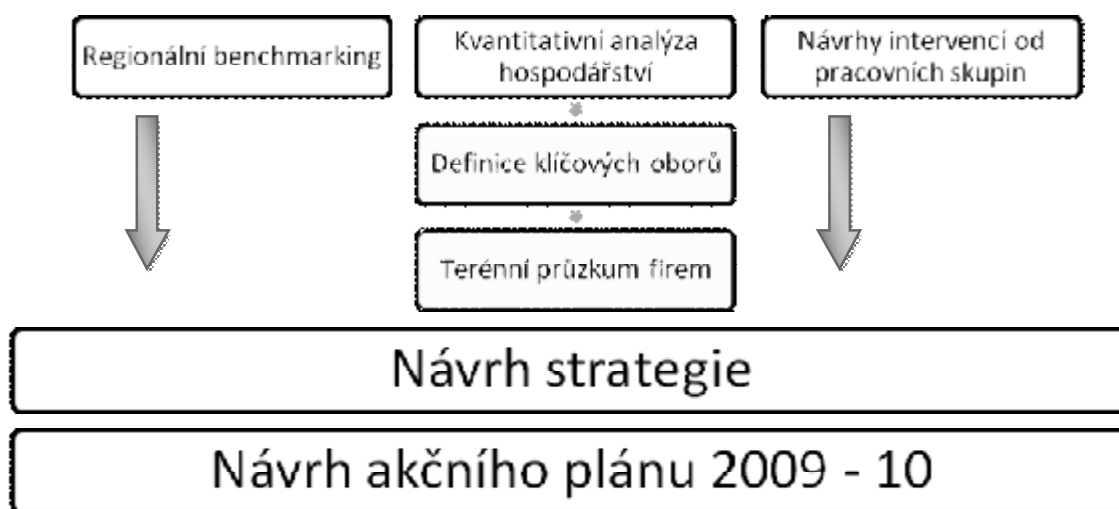 Regionální benchmarking
Kvantitativní analýza
hospodářství
Návrhy intervencí od
pracovních skupin
Definice klíčových oborů
Terénní průzkum firem
Návrh strategie
Návrh akčního plánu 2009 - 10